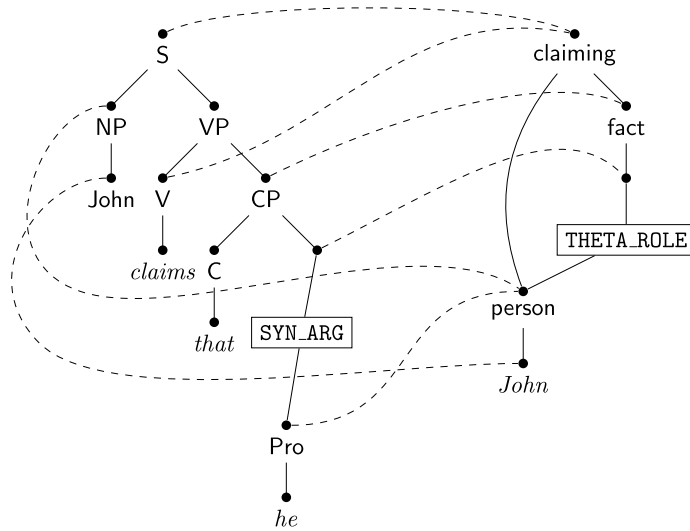 S
claiming
NP
VP
fact
John
V
CP
claims
C
THETA_ROLE
person
that
SYN_ARG
John
Pro
he